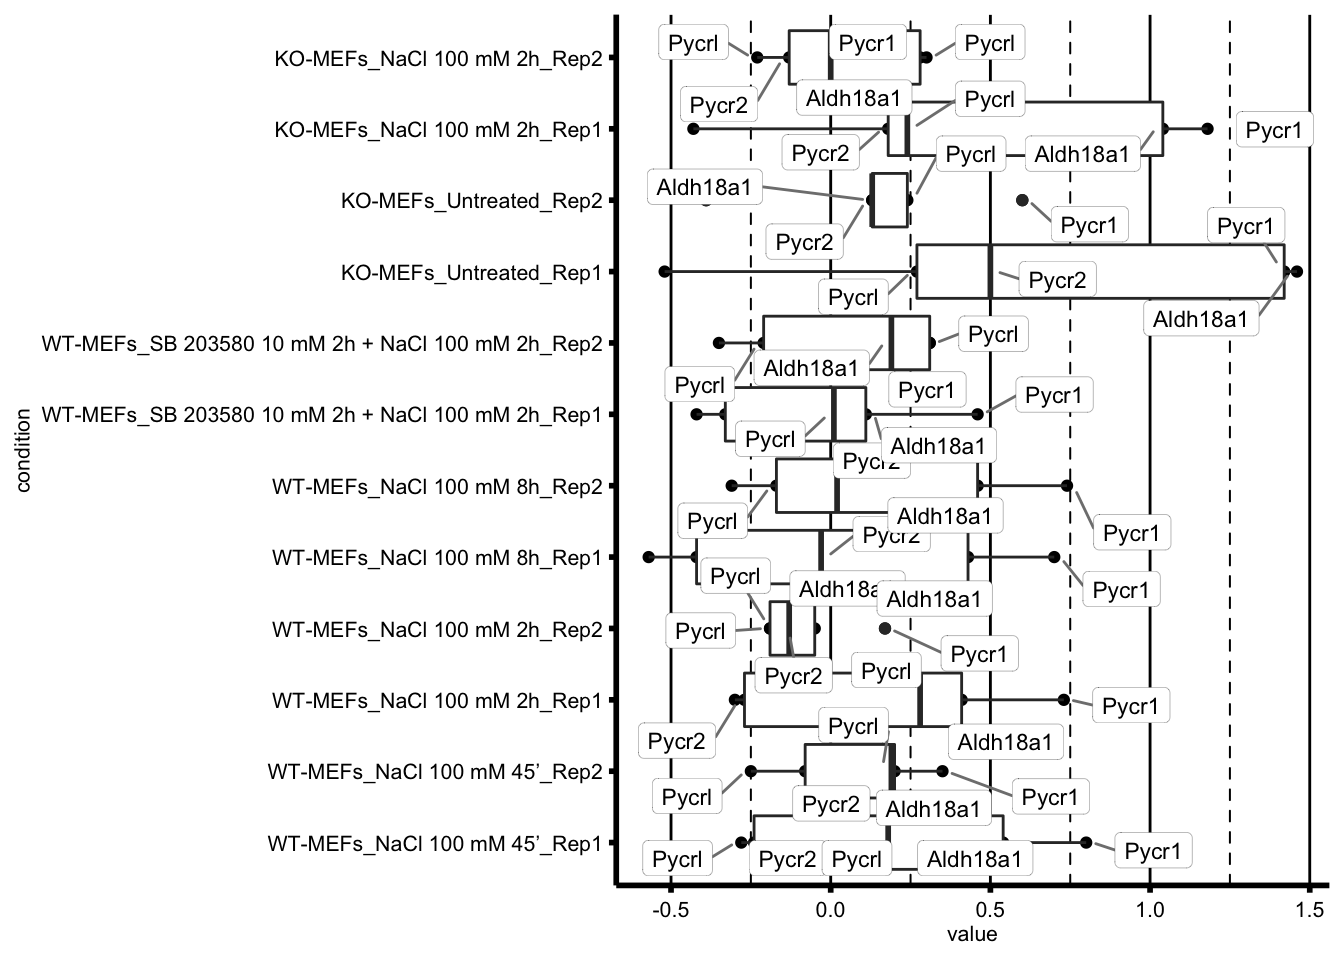 KO-MEFs_NaCl 100 mM 2h_Rep2
Pycrl
Pycr1
Pycrl
Pycr2
Aldh18a1
Pycrl
KO-MEFs_NaCl 100 mM 2h_Rep1
Pycr1
Pycr2
Pycrl
Aldh18a1
Aldh18a1
KO-MEFs_Untreated_Rep2
Pycr1
Pycr1
Pycr2
KO-MEFs_Untreated_Rep1
Pycr2
Pycrl
Aldh18a1
WT-MEFs_SB 203580 10 mM 2h + NaCl 100 mM 2h_Rep2
Pycrl
Aldh18a1
Pycrl
Pycr1
Pycr1
WT-MEFs_SB 203580 10 mM 2h + NaCl 100 mM 2h_Rep1
Pycrl
Aldh18a1
Pycr2
WT-MEFs_NaCl 100 mM 8h_Rep2
Pycrl
Aldh18a1
Pycr1
Pycr2
WT-MEFs_NaCl 100 mM 8h_Rep1
Pycrl
Aldh18a1
Aldh18a1
Pycr1
WT-MEFs_NaCl 100 mM 2h_Rep2
Pycrl
Pycr1
Pycr2
Pycrl
WT-MEFs_NaCl 100 mM 2h_Rep1
Pycr1
Pycr2
Pycrl
Aldh18a1
WT-MEFs_NaCl 100 mM 45’_Rep2
Pycrl
Pycr2
Aldh18a1
Pycr1
WT-MEFs_NaCl 100 mM 45’_Rep1
Pycrl
Pycr2
Pycrl
Aldh18a1
Pycr1
condition
-0.5
0.0
0.5
1.0
1.5
value